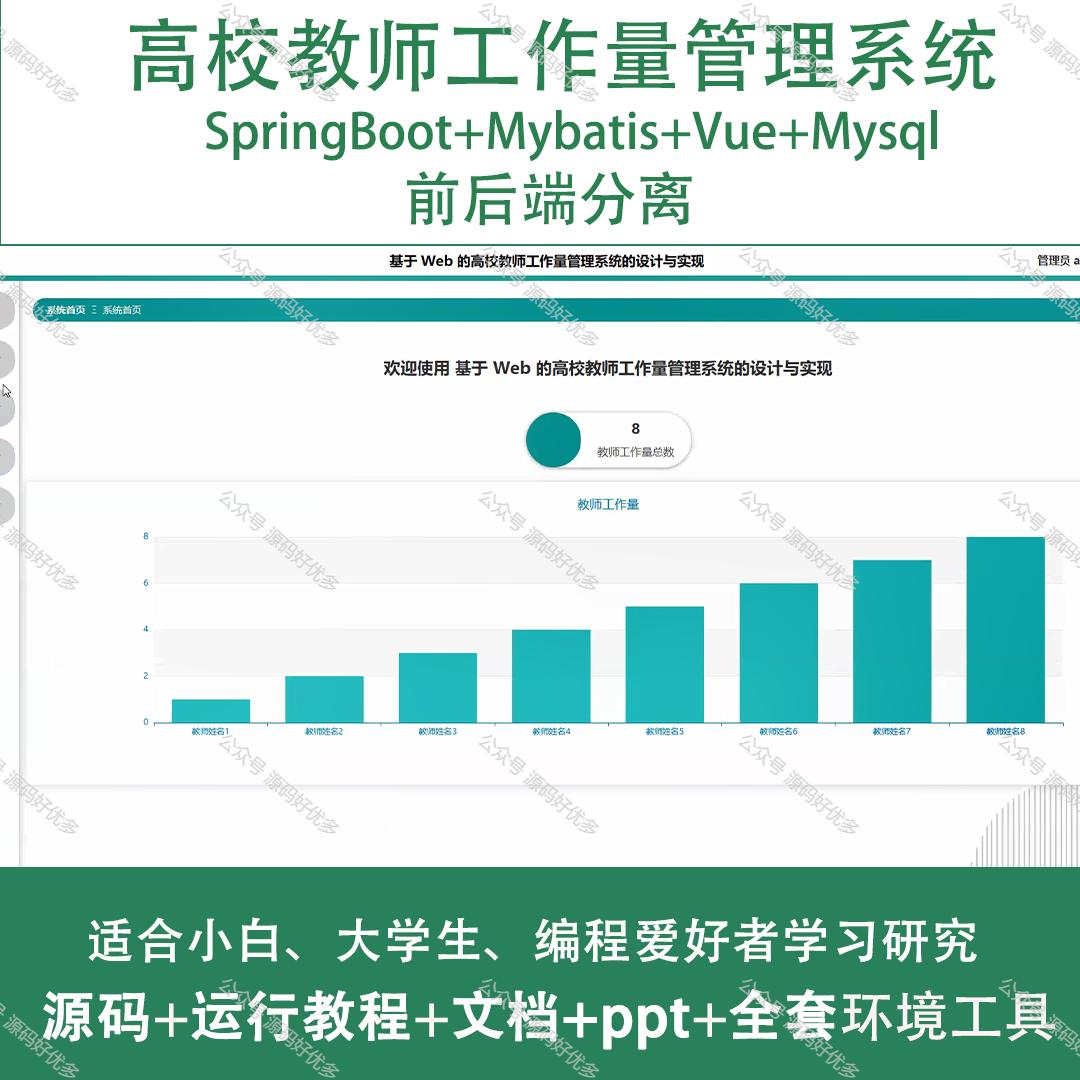 高校教师工作量管理系统
SpringBoot+Mybatis+Vue+Mysql
前后端分离
基于 Web 的高校教师工作量管理系统的设计与实现
管理员 a
系统首页 Ξ 系统首页
欢迎使用 基于 Web 的高校教师工作量管理系统的设计与实现
8
教师工作量总数
教师工作量
8
6
4
2
0
教师姓名1 教师姓名2 教师姓名3 教师姓名4 教师姓名5 教师姓名6 教师姓名7 教师姓名8
适合小白、大学生、编程爱好者学习研究
源码+运行教程+文档+ppt+全套环境工具
公众号 源码好优多